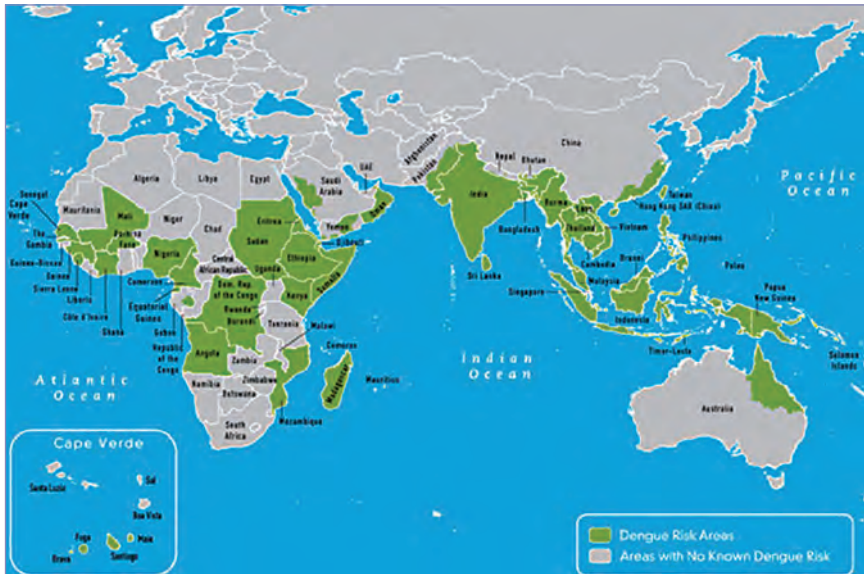 China
Afghanistan
Pakistan
Nepal
Bhutan
Algeria
Libya
Egypt
Saudi
Arabia
UAE
Oman
Pacific
Ocean
Taiwan
Hong Kong SAR (China)
India
Burma
Laos
Thailand
Vietnam
Bangladesh
Philippines
Senegal
Cape Verde
Mauritania
Mali
Niger
Chad
Eritrea
Sudan
Yemen
Djibouti
The
Gambia
Burkina
Faso
Guinea-Bissau
Guinea
Sierra Leone
Liberia
Côte d'Ivoire
Ghana
Nigeria
Cameroon
Equatorial
Guinea
Gabon
Republic
of the
Congo
Central
African Republic
Ethiopia
Uganda
Somalia
Dem. Rep.
of the Congo
Kenya
Rwanda
Burundi
Tanzania
Malawi
Sri Lanka
Cambodia
Brunei
Malaysia
Singapore
Palau
Papua
New Guinea
Indonesia
Timor-Leste
Solomon
Islands
Angola
Zambia
Comoros
Zimbabwe
Namibia
Botswana
Madagascar
Mauritius
Mozambique
South
Africa
Atlantic
Ocean
Indian
Ocean
Australia
Cape Verde
Santa Luzia
Sal
Boa Vista
Fogo
Maio
Brava
Santiago
Dengue Risk Areas
Areas with No Known Dengue Risk